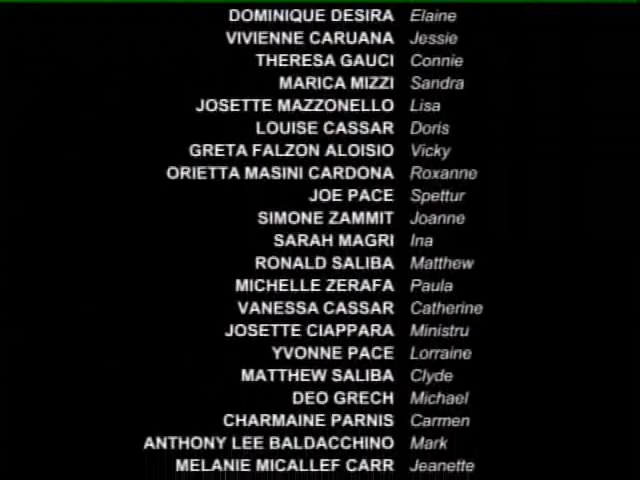 DOMINIQUE DESIRA Elaine
VIVIENNE CARUANA Jessie
THERESA GAUCI Connie
MARICA MIZZI Sandra
JOSETTE MAZZONELLO Lisa
LOUISE CASSAR Doris
GRETA FALZON ALOISIO Vicky
ORIETTA MASINI CARDONA Roxanne
JOE PACE Spettur
SIMONE ZAMMIT Joanne
SARAH MAGRI Ina
RONALD SALIBA Matthew
MICHELLE ZERAFA Paula
VANESSA CASSAR Catherine
JOSETTE CIAPPARA Ministru
YVONNE PACE Lorraine
MATTHEW SALIBA Clyde
DEO GRECH Michael
CHARMAINE PARNIS Carmen
ANTHONY LEE BALDACCHINO Mark
MELANIE MICALLEF CARR Jeanette